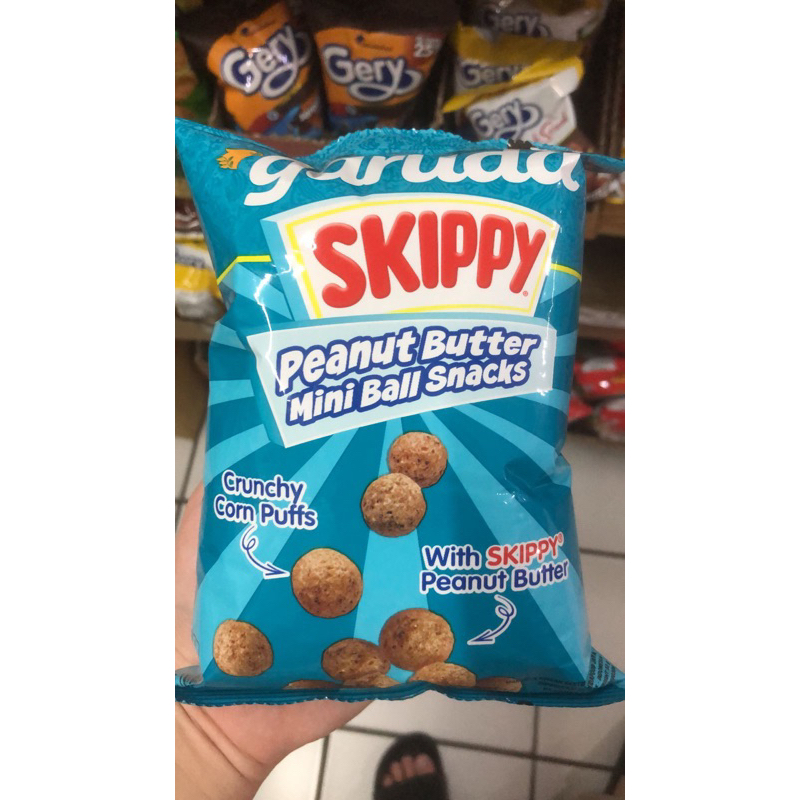 Gery
Gery
Gery
Gery
garuda
SKIPPY®
Peanut Butter
Mini Ball Snacks
Crunchy
Corn Puffs
With SKIPPY®
Peanut Butter